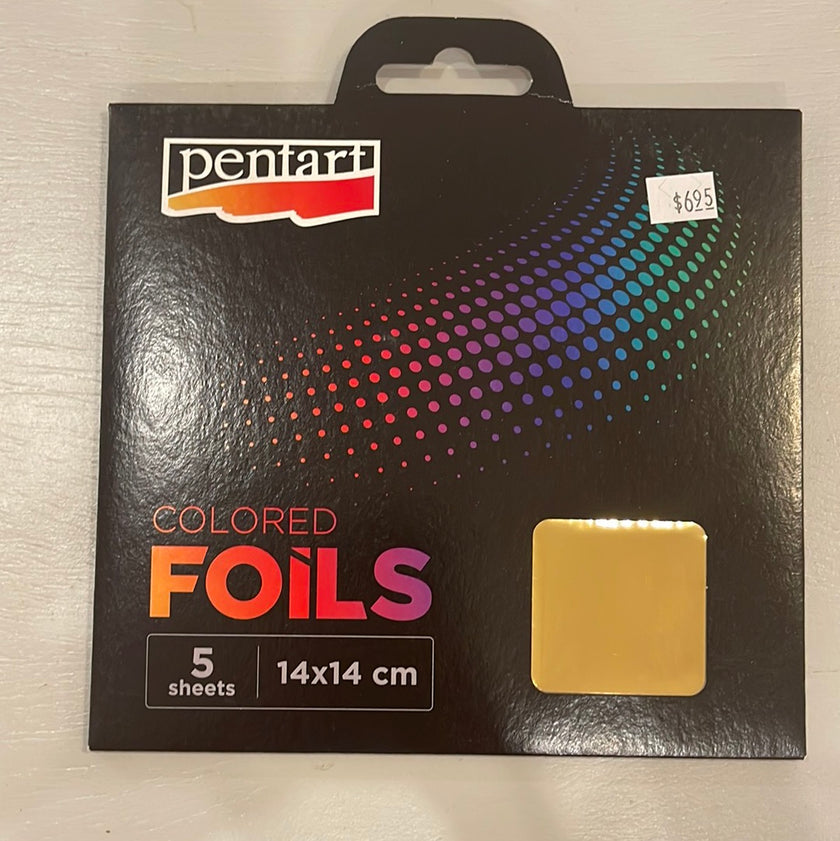 pentart
$6.95
COLORED
FOiLS
5
sheets
14x14 cm